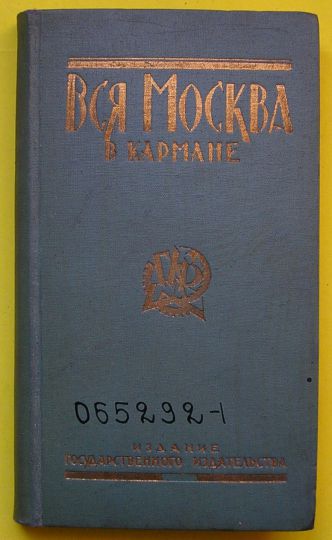 ВСЯ МОСКВА
В КАРМАНЕ
065292-1
ИЗДАНИЕ
ГОСУДАРСТВЕННОГО ИЗДАТЕЛЬСТВА